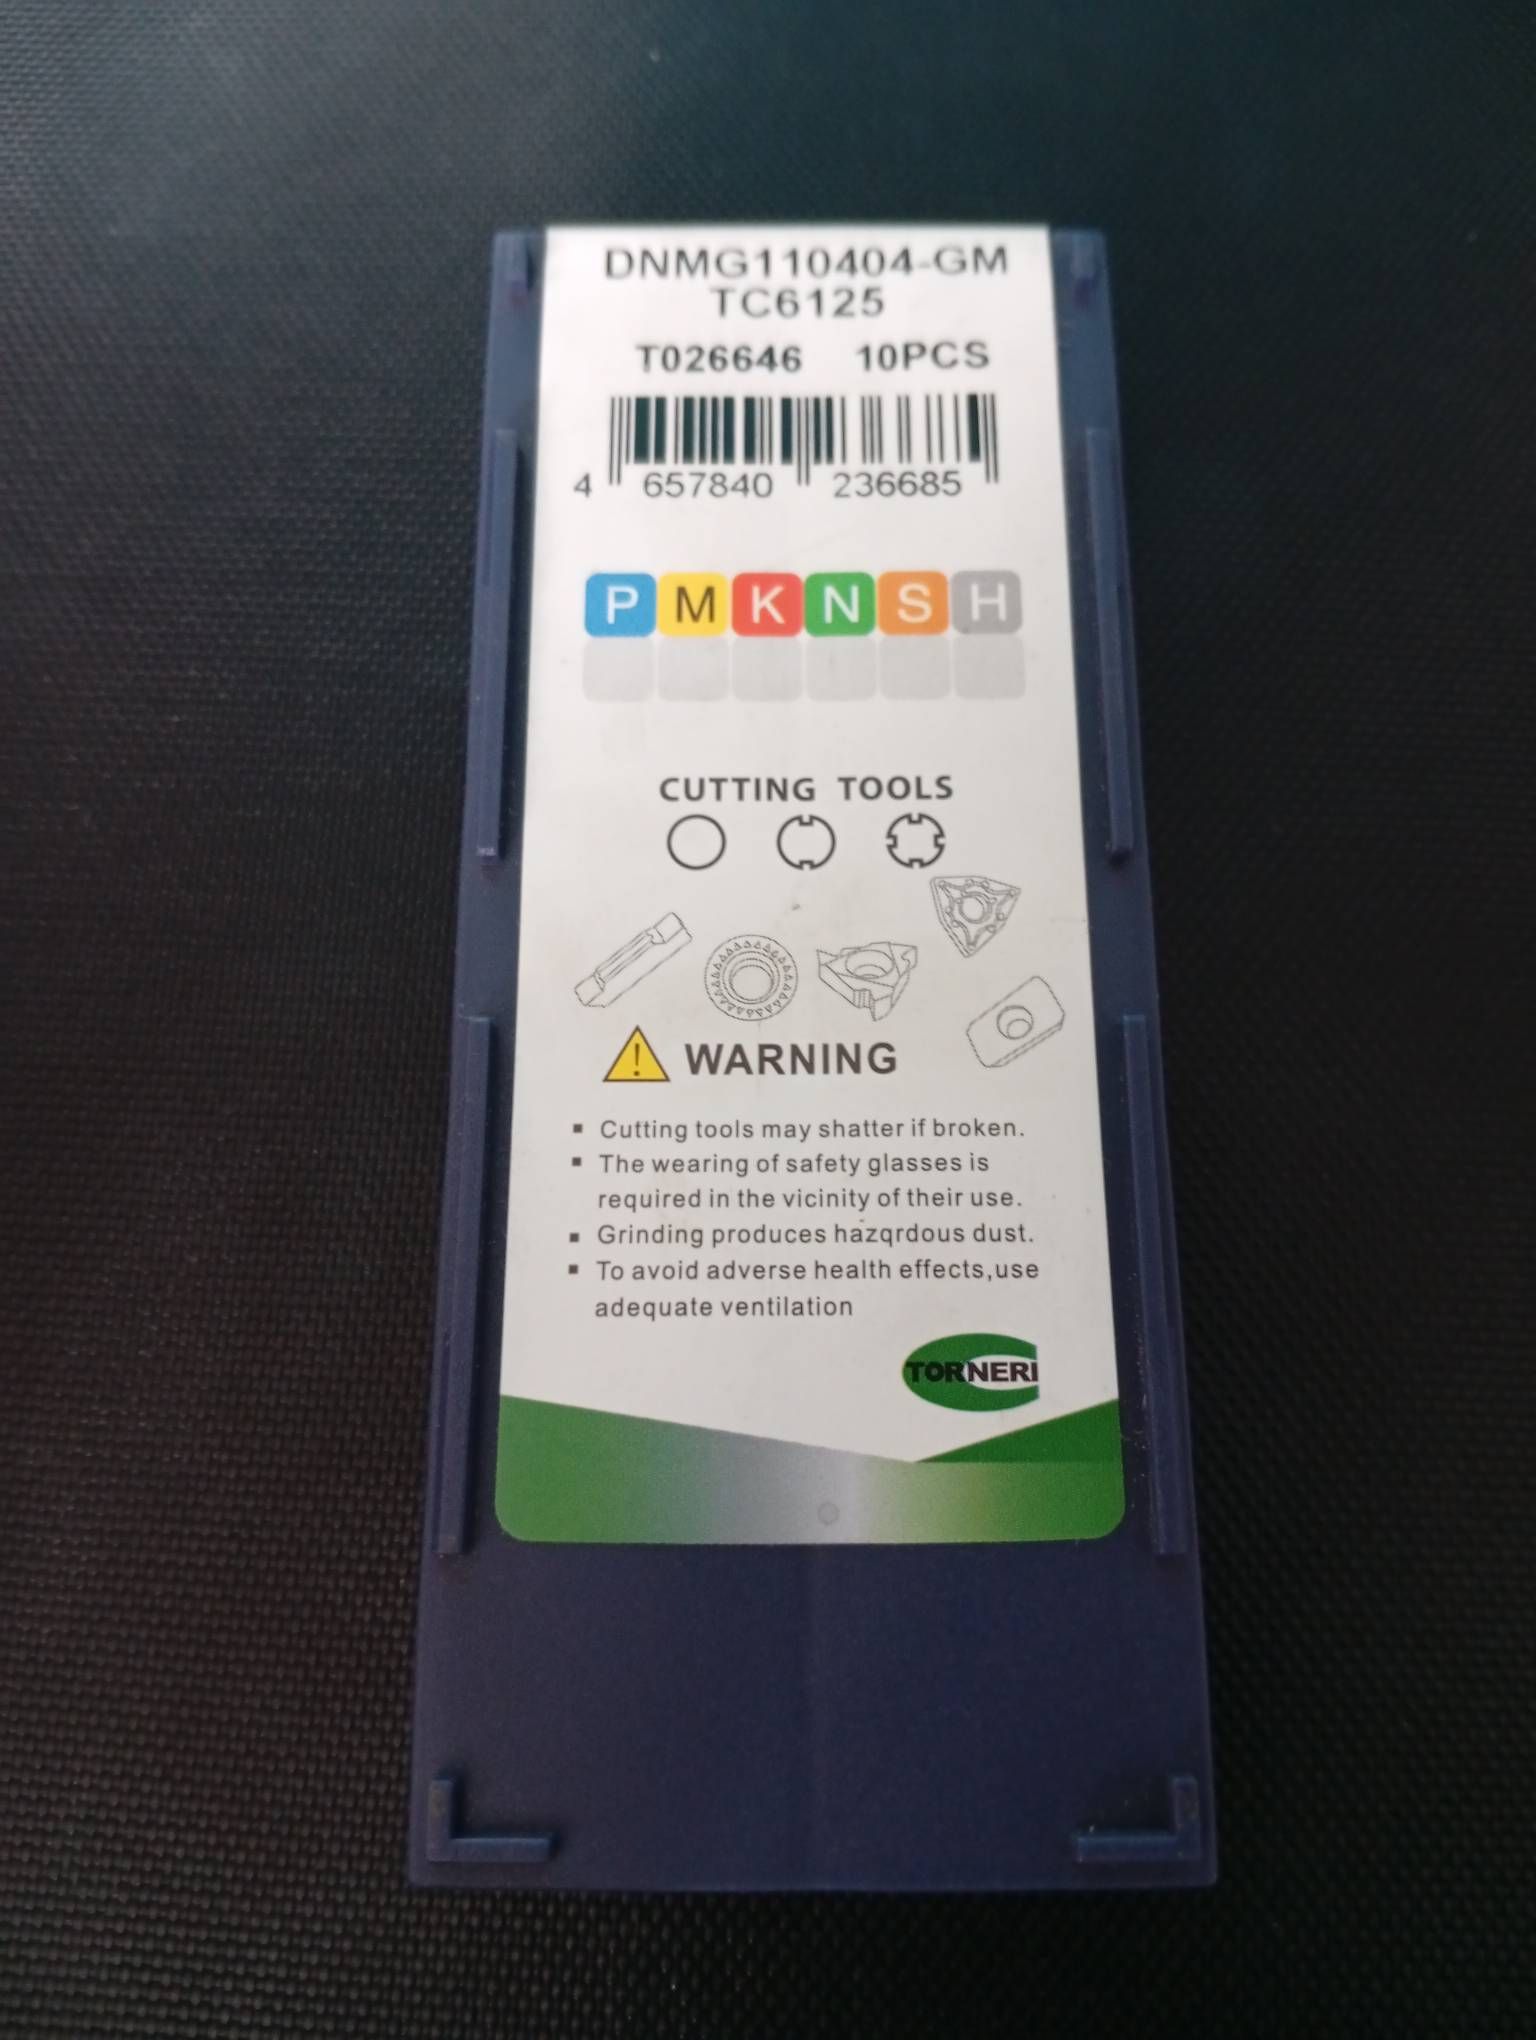 DNMG110404-GM
TC6125
T026646 10PCS
4 657840 236685
P M K N S H
CUTTING TOOLS
WARNING
▪ Cutting tools may shatter if broken.
▪ The wearing of safety glasses is
required in the vicinity of their use.
▪ Grinding produces hazqrdous dust.
▪ To avoid adverse health effects,use
adequate ventilation
TORNERI